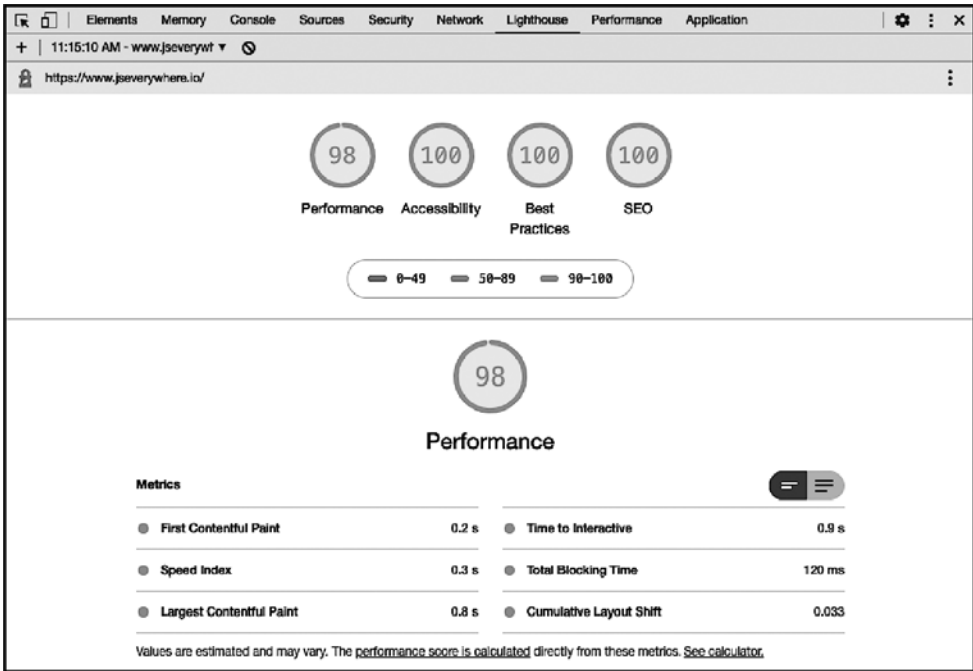 Elements Memory Console Sources Security Network Lighthouse Performance Application
11:15:10 AM - www.jseverywh
https://www.jseverywhere.io/
98 100 100 100
Performance Accessibility Best Practices SEO
0–49 50–89 90–100
98
Performance
Metrics
First Contentful Paint 0.2 s Time to Interactive 0.9 s
Speed Index 0.3 s Total Blocking Time 120 ms
Largest Contentful Paint 0.8 s Cumulative Layout Shift 0.033
Values are estimated and may vary. The performance score is calculated directly from these metrics. See calculator.